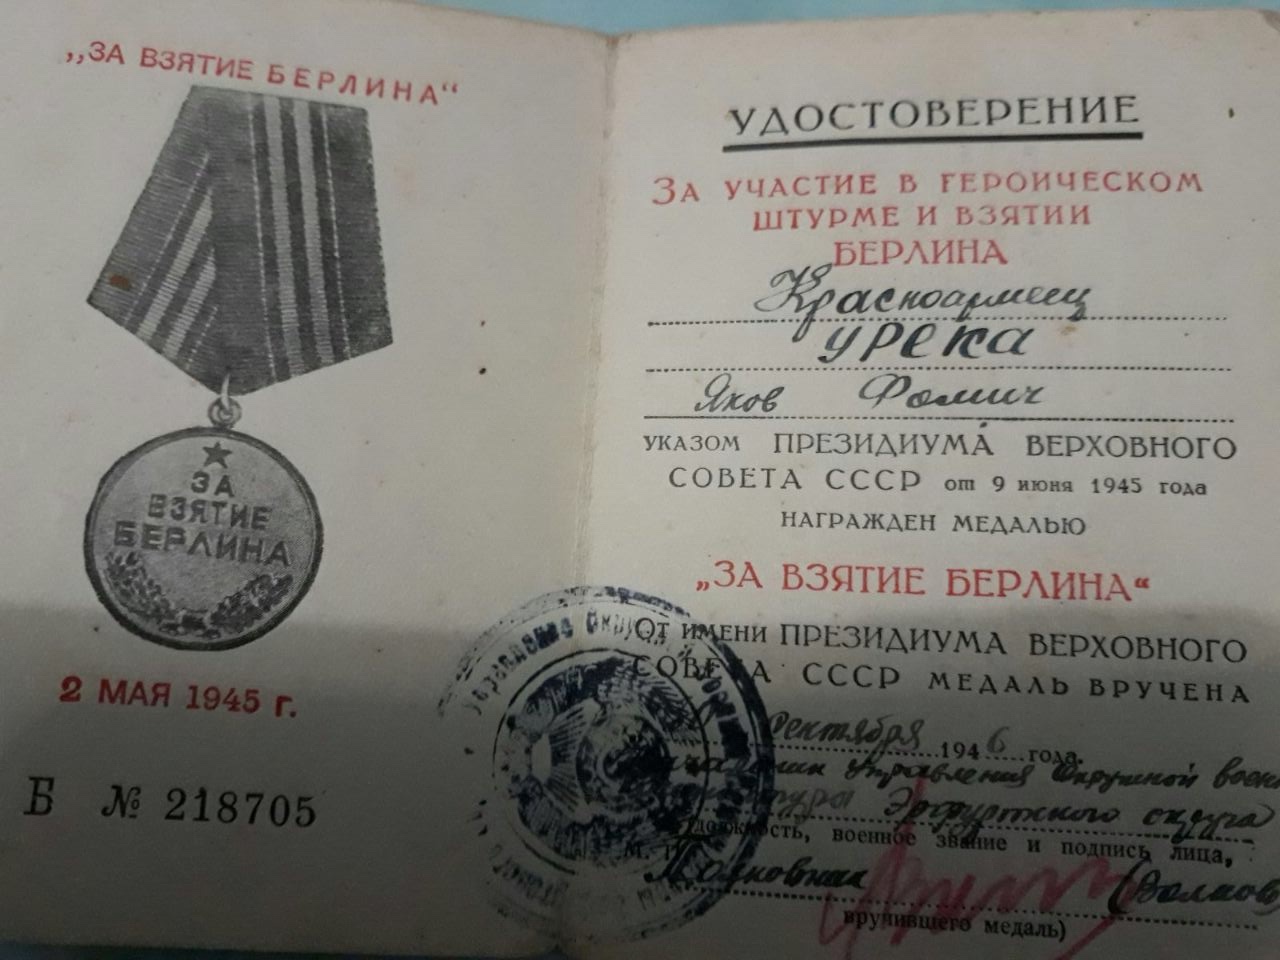 „ЗА ВЗЯТИЕ БЕРЛИНА“
ЗА
ВЗЯТИЕ
БЕРЛИНА
2 МАЯ 1945 г.
Б № 218705
УДОСТОВЕРЕНИЕ
ЗА УЧАСТИЕ В ГЕРОИЧЕСКОМ
ШТУРМЕ И ВЗЯТИИ
БЕРЛИНА
Красноармеец
УРЕКА
Яков Фомич
УКАЗОМ ПРЕЗИДИУМА ВЕРХОВНОГО
СОВЕТА СССР от 9 июня 1945 года
НАГРАЖДЕН МЕДАЛЬЮ
„ЗА ВЗЯТИЕ БЕРЛИНА“
ОТ ИМЕНИ ПРЕЗИДИУМА ВЕРХОВНОГО
СОВЕТА СССР МЕДАЛЬ ВРУЧЕНА
Сентября 1946 года.
управления Окружной воен
Эрфуртского округа
Должность, военное звание и подпись лица,
М. П.
Полковник (Волков)
вручившего медаль)